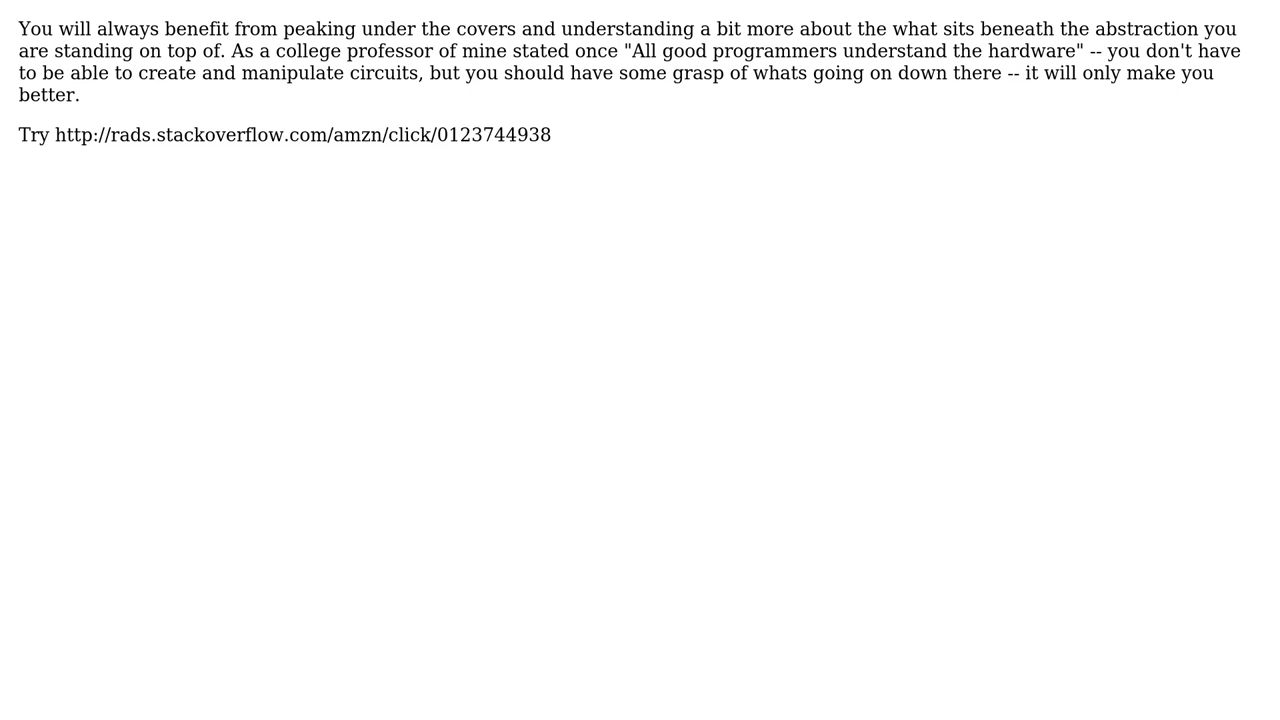 You will always benefit from peaking under the covers and understanding a bit more about the what sits beneath the abstraction you
are standing on top of. As a college professor of mine stated once "All good programmers understand the hardware" -- you don't have
to be able to create and manipulate circuits, but you should have some grasp of whats going on down there -- it will only make you
better.
Try http://rads.stackoverflow.com/amzn/click/0123744938